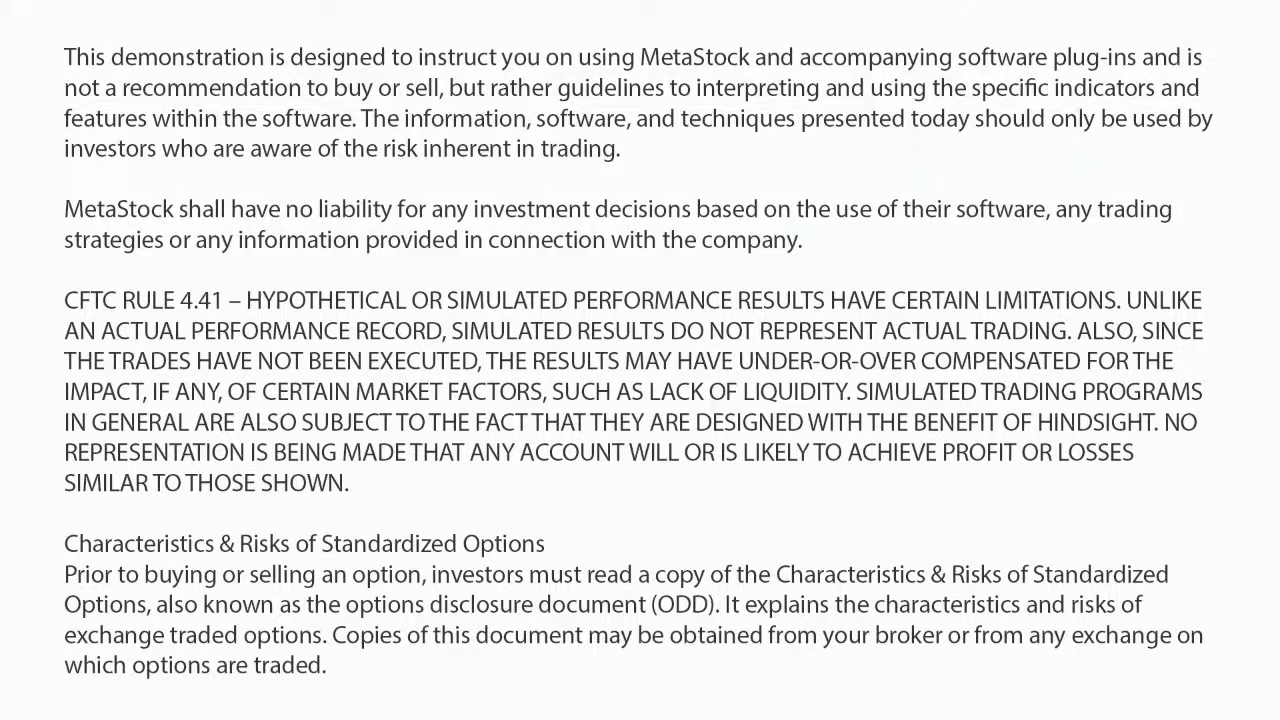 This demonstration is designed to instruct you on using MetaStock and accompanying software plug-ins and is
not a recommendation to buy or sell, but rather guidelines to interpreting and using the specific indicators and
features within the software. The information, software, and techniques presented today should only be used by
investors who are aware of the risk inherent in trading.
MetaStock shall have no liability for any investment decisions based on the use of their software, any trading
strategies or any information provided in connection with the company.
CFTC RULE 4.41 – HYPOTHETICAL OR SIMULATED PERFORMANCE RESULTS HAVE CERTAIN LIMITATIONS. UNLIKE
AN ACTUAL PERFORMANCE RECORD, SIMULATED RESULTS DO NOT REPRESENT ACTUAL TRADING. ALSO, SINCE
THE TRADES HAVE NOT BEEN EXECUTED, THE RESULTS MAY HAVE UNDER-OR-OVER COMPENSATED FOR THE
IMPACT, IF ANY, OF CERTAIN MARKET FACTORS, SUCH AS LACK OF LIQUIDITY. SIMULATED TRADING PROGRAMS
IN GENERAL ARE ALSO SUBJECT TO THE FACT THAT THEY ARE DESIGNED WITH THE BENEFIT OF HINDSIGHT. NO
REPRESENTATION IS BEING MADE THAT ANY ACCOUNT WILL OR IS LIKELY TO ACHIEVE PROFIT OR LOSSES
SIMILAR TO THOSE SHOWN.
Characteristics & Risks of Standardized Options
Prior to buying or selling an option, investors must read a copy of the Characteristics & Risks of Standardized
Options, also known as the options disclosure document (ODD). It explains the characteristics and risks of
exchange traded options. Copies of this document may be obtained from your broker or from any exchange on
which options are traded.